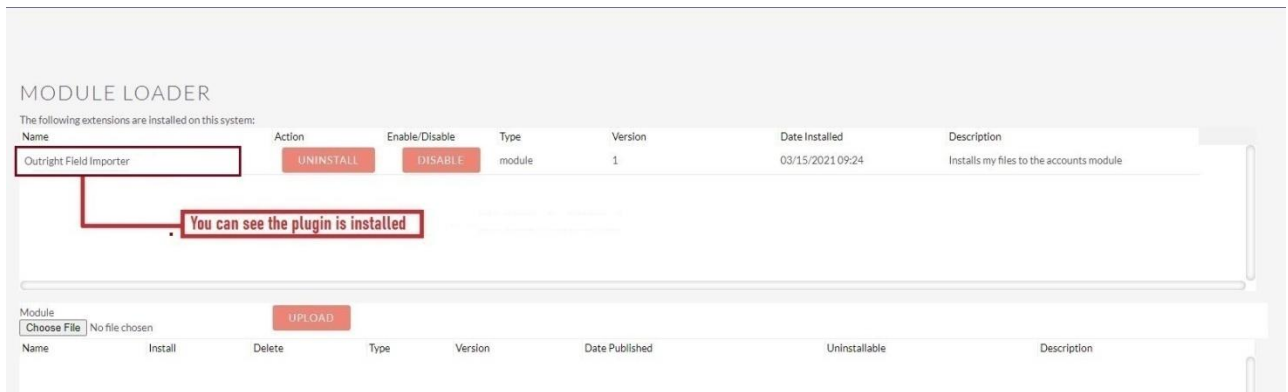 MODULE LOADER
The following extensions are installed on this system:
Name Action Enable/Disable Type Version Date Installed Description
Outright Field Importer UNINSTALL DISABLE module 1 03/15/2021 09:24 Installs my files to the accounts module
You can see the plugin is installed
Module
Choose File No file chosen UPLOAD
Name Install Delete Type Version Date Published Uninstallable Description